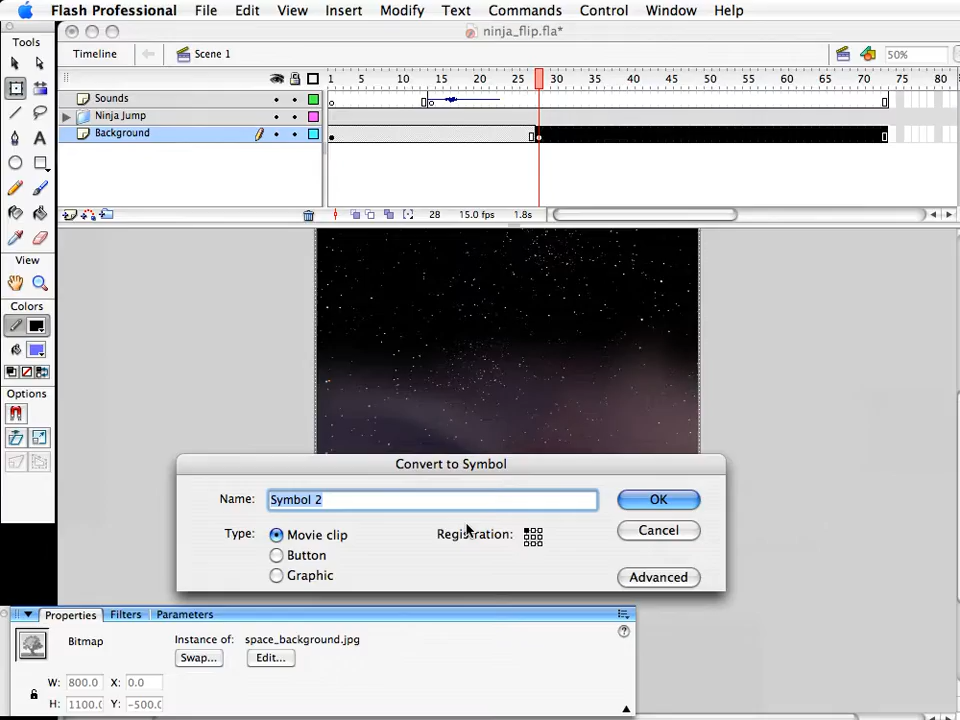 Flash Professional File Edit View Insert Modify Text Commands Control Window Help
Tools
ninja_flip.fla*
Timeline Scene 1 50%
1 5 10 15 20 25 30 35 40 45 50 55 60 65 70 75 80
Sounds
Ninja Jump
Background
28 15.0 fps 1.8s
View
Colors
Options
Convert to Symbol
Name: Symbol 2 OK
Type: Movie clip Registration: Cancel
Button
Graphic Advanced
Properties Filters Parameters
Bitmap Instance of: space_background.jpg
Swap... Edit...
W: 800.0 X: 0.0
H: 1100. Y: -500.